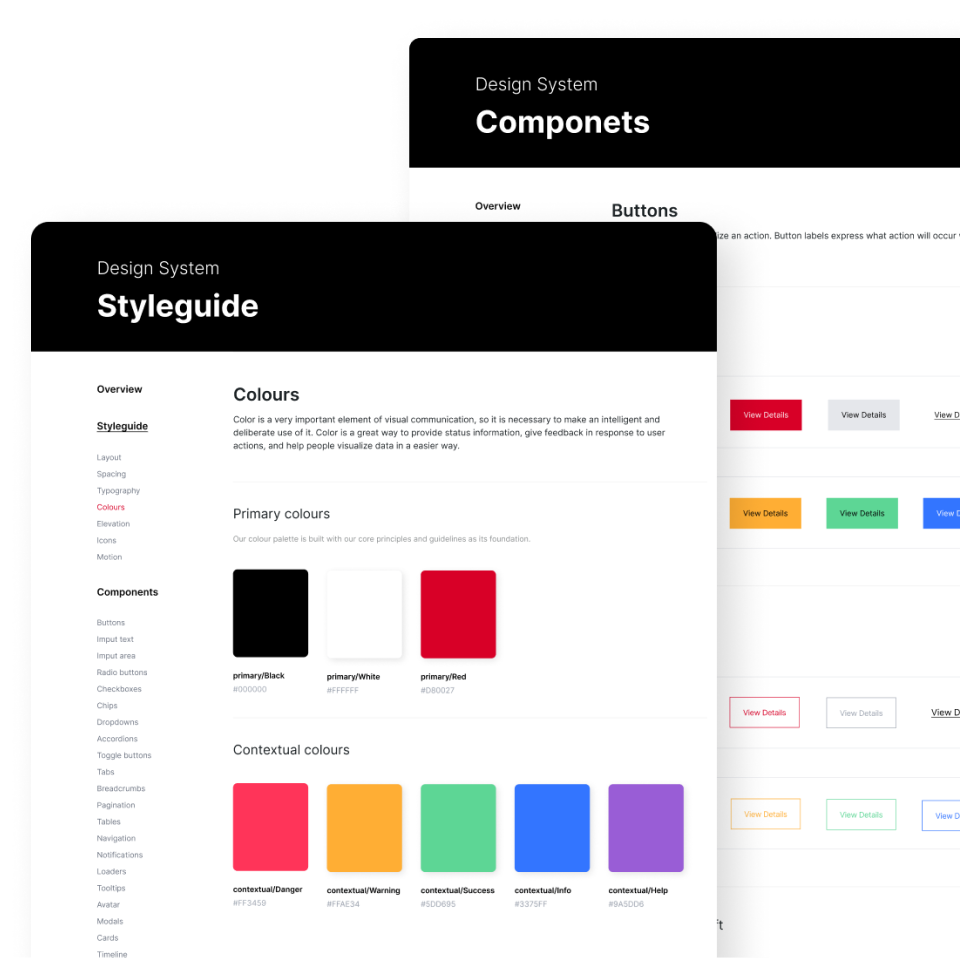 Design System
Componets
Overview
Buttons
ize an action. Button labels express what action will occur
View Details
View Details
View D
View Details
View Details
View D
View Details
View Details
View D
View Details
View Details
View D
ft
Design System
Styleguide
Overview
Styleguide
Layout
Spacing
Typography
Colours
Elevation
Icons
Motion
Components
Buttons
Imput text
Imput area
Radio buttons
Checkboxes
Chips
Dropdowns
Accordions
Toggle buttons
Tabs
Breadcrumbs
Pagination
Tables
Navigation
Notifications
Loaders
Tooltips
Avatar
Modals
Cards
Timeline
Colours
Color is a very important element of visual communication, so it is necessary to make an intelligent and
deliberate use of it. Color is a great way to provide status information, give feedback in response to user
actions, and help people visualize data in a easier way.
Primary colours
Our colour palette is built with our core principles and guidelines as its foundation.
primary/Black
#000000
primary/White
#FFFFFF
primary/Red
#D80027
Contextual colours
contextual/Danger
#FF3459
contextual/Warning
#FFAE34
contextual/Success
#5DD695
contextual/Info
#3375FF
contextual/Help
#9A5DD6